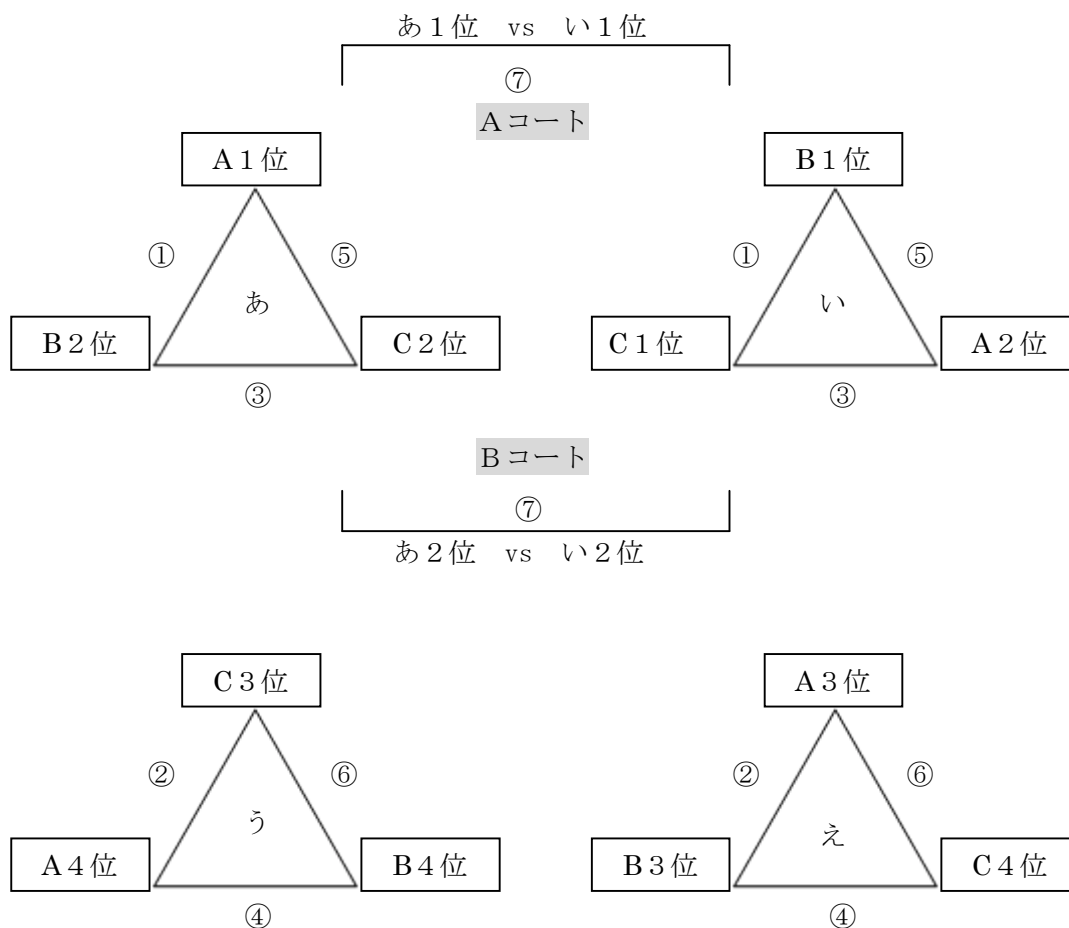 あ１位　vs　い１位
⑦
Aコート
A１位
B１位
①
⑤
①
⑤
あ
い
B２位
C２位
C１位
A２位
③
③
Bコート
⑦
あ２位　vs　い２位
C３位
A３位
②
⑥
②
⑥
う
え
A４位
B４位
B３位
C４位
④
④